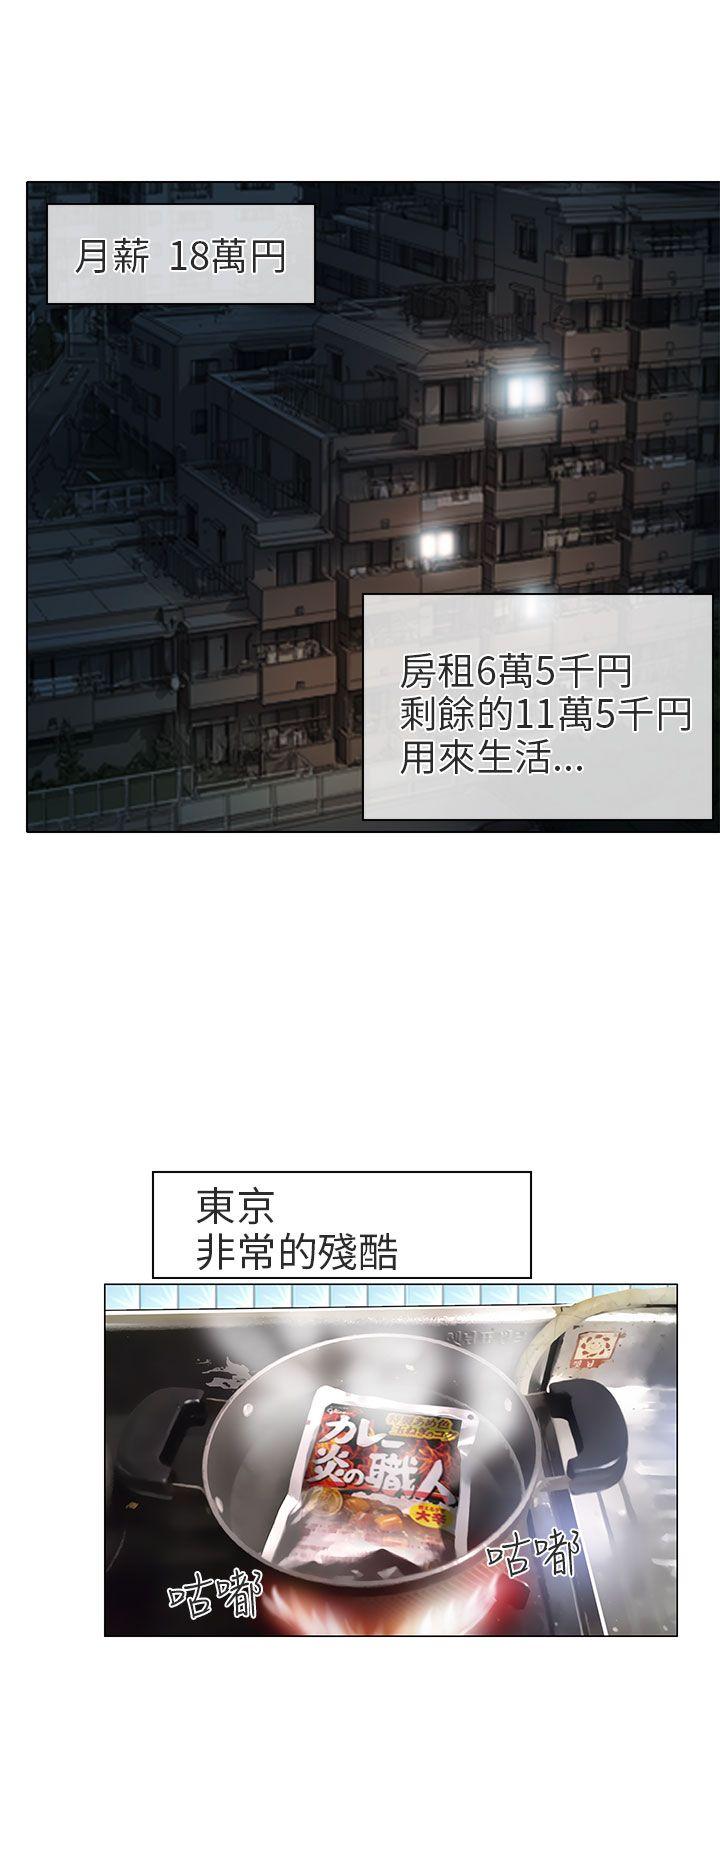 月薪 18萬円
房租6萬5千円
剩餘的11萬5千円
用來生活...
東京
非常的殘酷
カレー
炎の職人
大辛
咕嘟
咕嘟